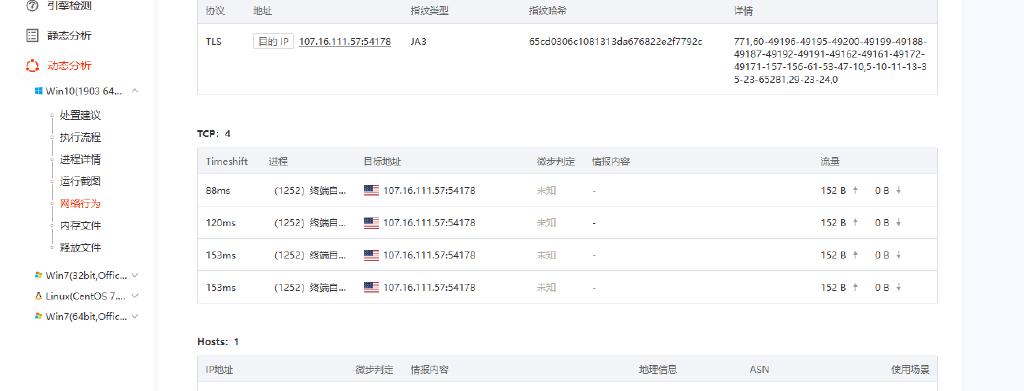 引擎检测
静态分析
动态分析
Win10(1903 64...
处置建议
执行流程
进程详情
运行截图
网络行为
内存文件
释放文件
Win7(32bit,Offic...
Linux(CentOS 7....
Win7(64bit,Offic...
协议 地址 指纹类型 指纹哈希 详情
TLS 目的 IP 107.16.111.57:54178 JA3 65cd0306c1081313da676822e2f7792c 771,60-49196-49195-49200-49199-49188-
49187-49192-49191-49162-49161-49172-
49171-157-156-61-53-47-10,5-10-11-13-3
5-23-65281,29-23-24,0
TCP: 4
Timeshift 进程 目标地址 微步判定 情报内容 流量
88ms (1252) 终端自... 107.16.111.57:54178 未知 - 152 B ↑ 0 B ↓
120ms (1252) 终端自... 107.16.111.57:54178 未知 - 152 B ↑ 0 B ↓
153ms (1252) 终端自... 107.16.111.57:54178 未知 - 152 B ↑ 0 B ↓
153ms (1252) 终端自... 107.16.111.57:54178 未知 - 152 B ↑ 0 B ↓
Hosts: 1
IP地址 微步判定 情报内容 地理信息 ASN 使用场景